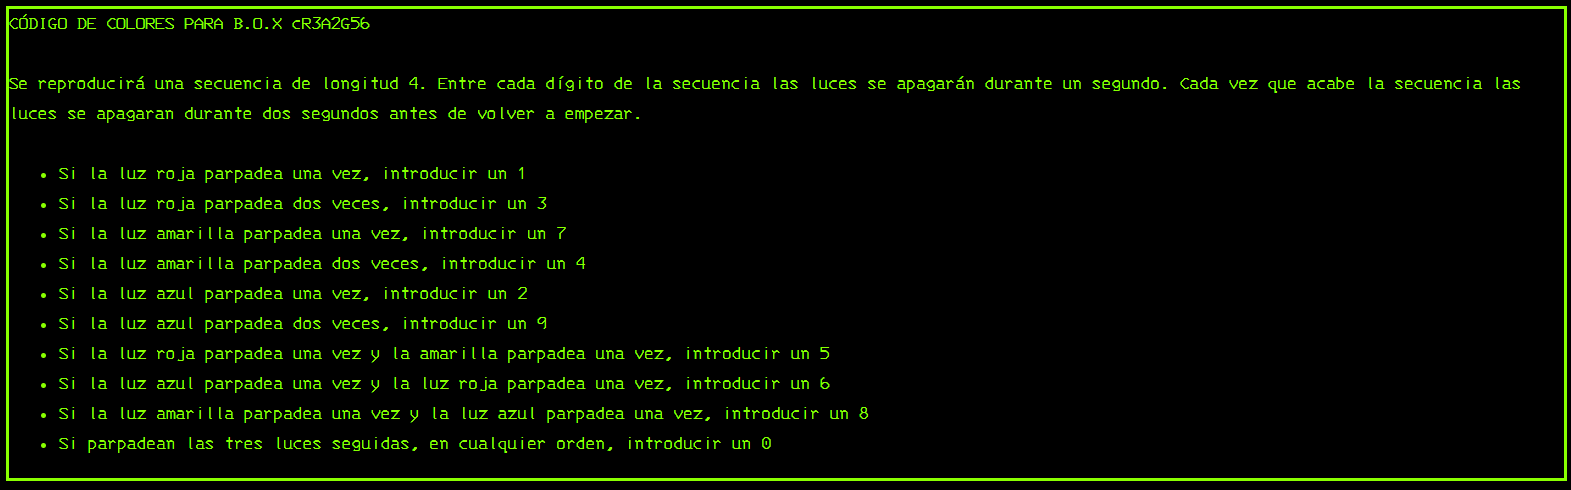 CÓDIGO DE COLORES PARA B.O.X cR3A2G56
Se reproducirá una secuencia de longitud 4. Entre cada dígito de la secuencia las luces se apagarán durante un segundo. Cada vez que acabe la secuencia las
luces se apagaran durante dos segundos antes de volver a empezar.
• Si la luz roja parpadea una vez, introducir un 1
• Si la luz roja parpadea dos veces, introducir un 3
• Si la luz amarilla parpadea una vez, introducir un 7
• Si la luz amarilla parpadea dos veces, introducir un 4
• Si la luz azul parpadea una vez, introducir un 2
• Si la luz azul parpadea dos veces, introducir un 9
• Si la luz roja parpadea una vez y la amarilla parpadea una vez, introducir un 5
• Si la luz azul parpadea una vez y la luz roja parpadea una vez, introducir un 6
• Si la luz amarilla parpadea una vez y la luz azul parpadea una vez, introducir un 8
• Si parpadean las tres luces seguidas, en cualquier orden, introducir un 0